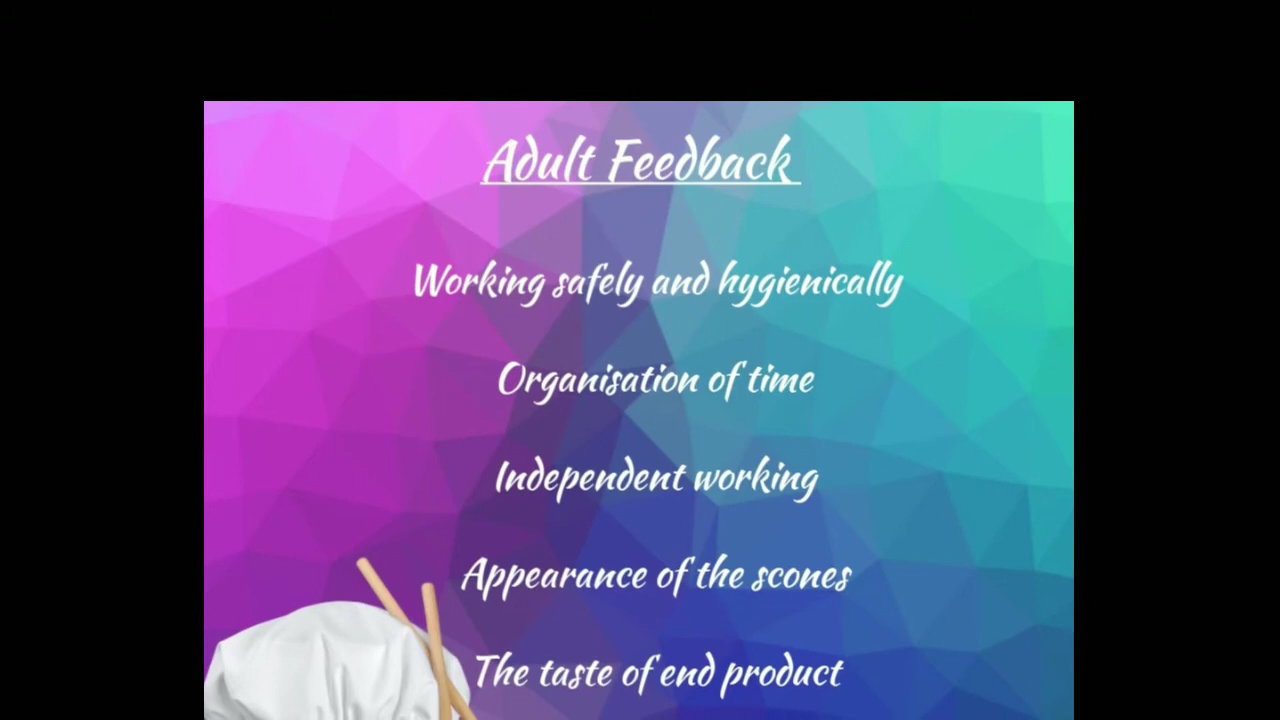 Adult Feedback
Working safely and hygienically
Organisation of time
Independent working
Appearance of the scones
The taste of end product